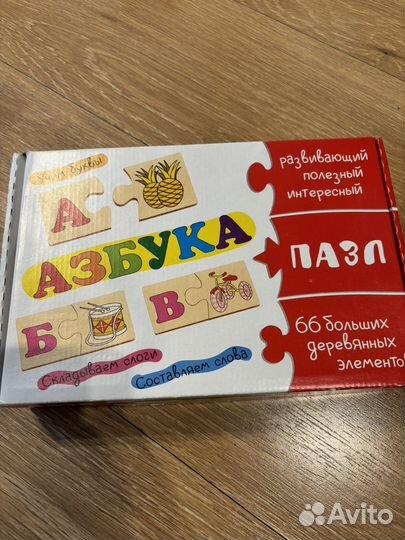 Учим буквы
А
АЗБУКА
Б
В
Складываем слоги
Составляем слова
развивающий
полезный
интересный
ПАЗЛ
66 больших
деревянных
элементо
Avito